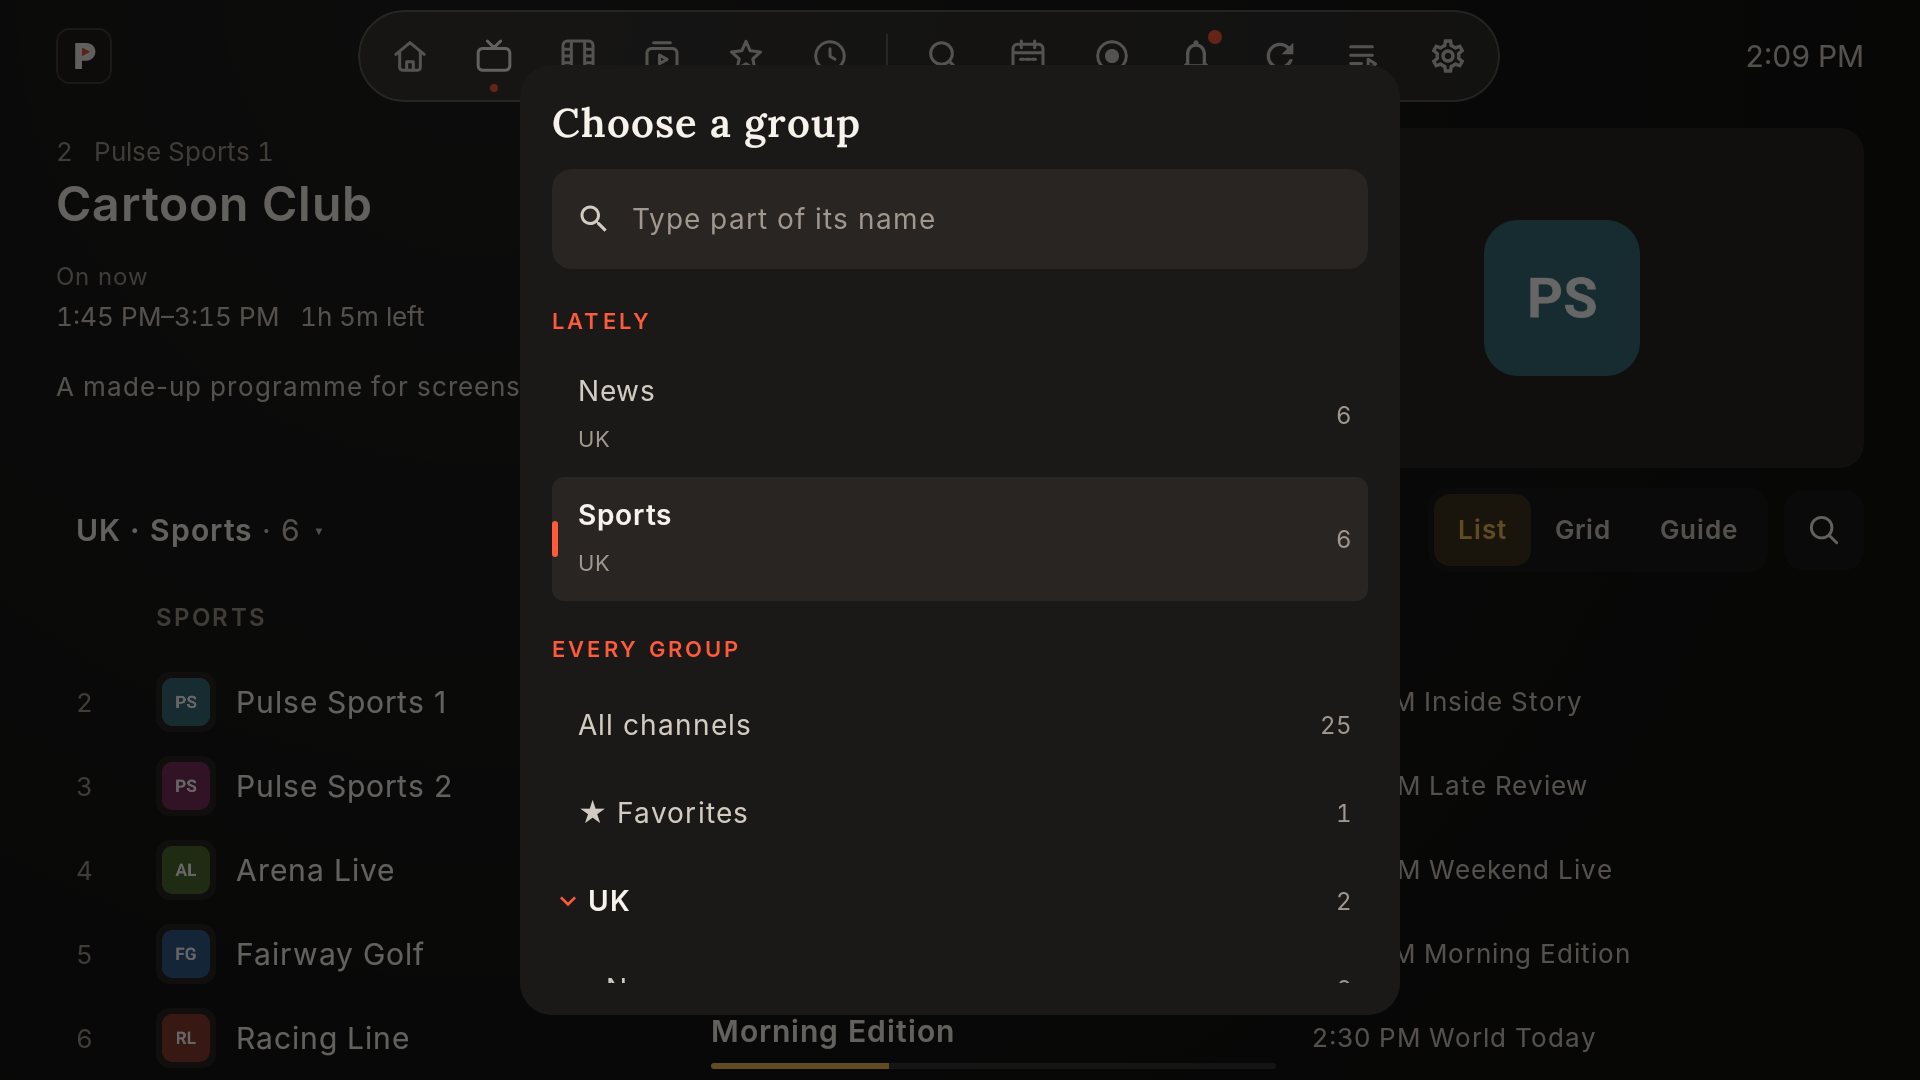 P
2:09 PM
2 Pulse Sports 1
Cartoon Club
On now
1:45 PM–3:15 PM 1h 5m left
A made-up programme for screens
UK · Sports · 6
SPORTS
2 PS Pulse Sports 1
3 PS Pulse Sports 2
4 AL Arena Live
5 FG Fairway Golf
6 RL Racing Line
Choose a group
Type part of its name
LATELY
News
UK
6
Sports
UK
6
EVERY GROUP
All channels 25
★ Favorites 1
UK 2
Morning Edition
PS
List Grid Guide
M Inside Story
M Late Review
M Weekend Live
M Morning Edition
2:30 PM World Today